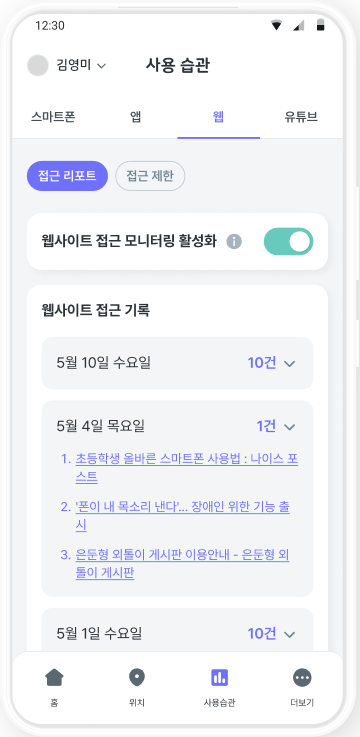 12:30
김영미
사용 습관
스마트폰
앱
웹
유튜브
접근 리포트
접근 제한
웹사이트 접근 모니터링 활성화
웹사이트 접근 기록
5월 10일 수요일
10건
5월 4일 목요일
1건
1. 초등학생 올바른 스마트폰 사용법 : 나이스 포
스트
2. '폰이 내 목소리 낸다'... 장애인 위한 기능 출
시
3. 은둔형 외톨이 게시판 이용안내 - 은둔형 외
톨이 게시판
5월 1일 수요일
10건
홈
위치
사용습관
더보기